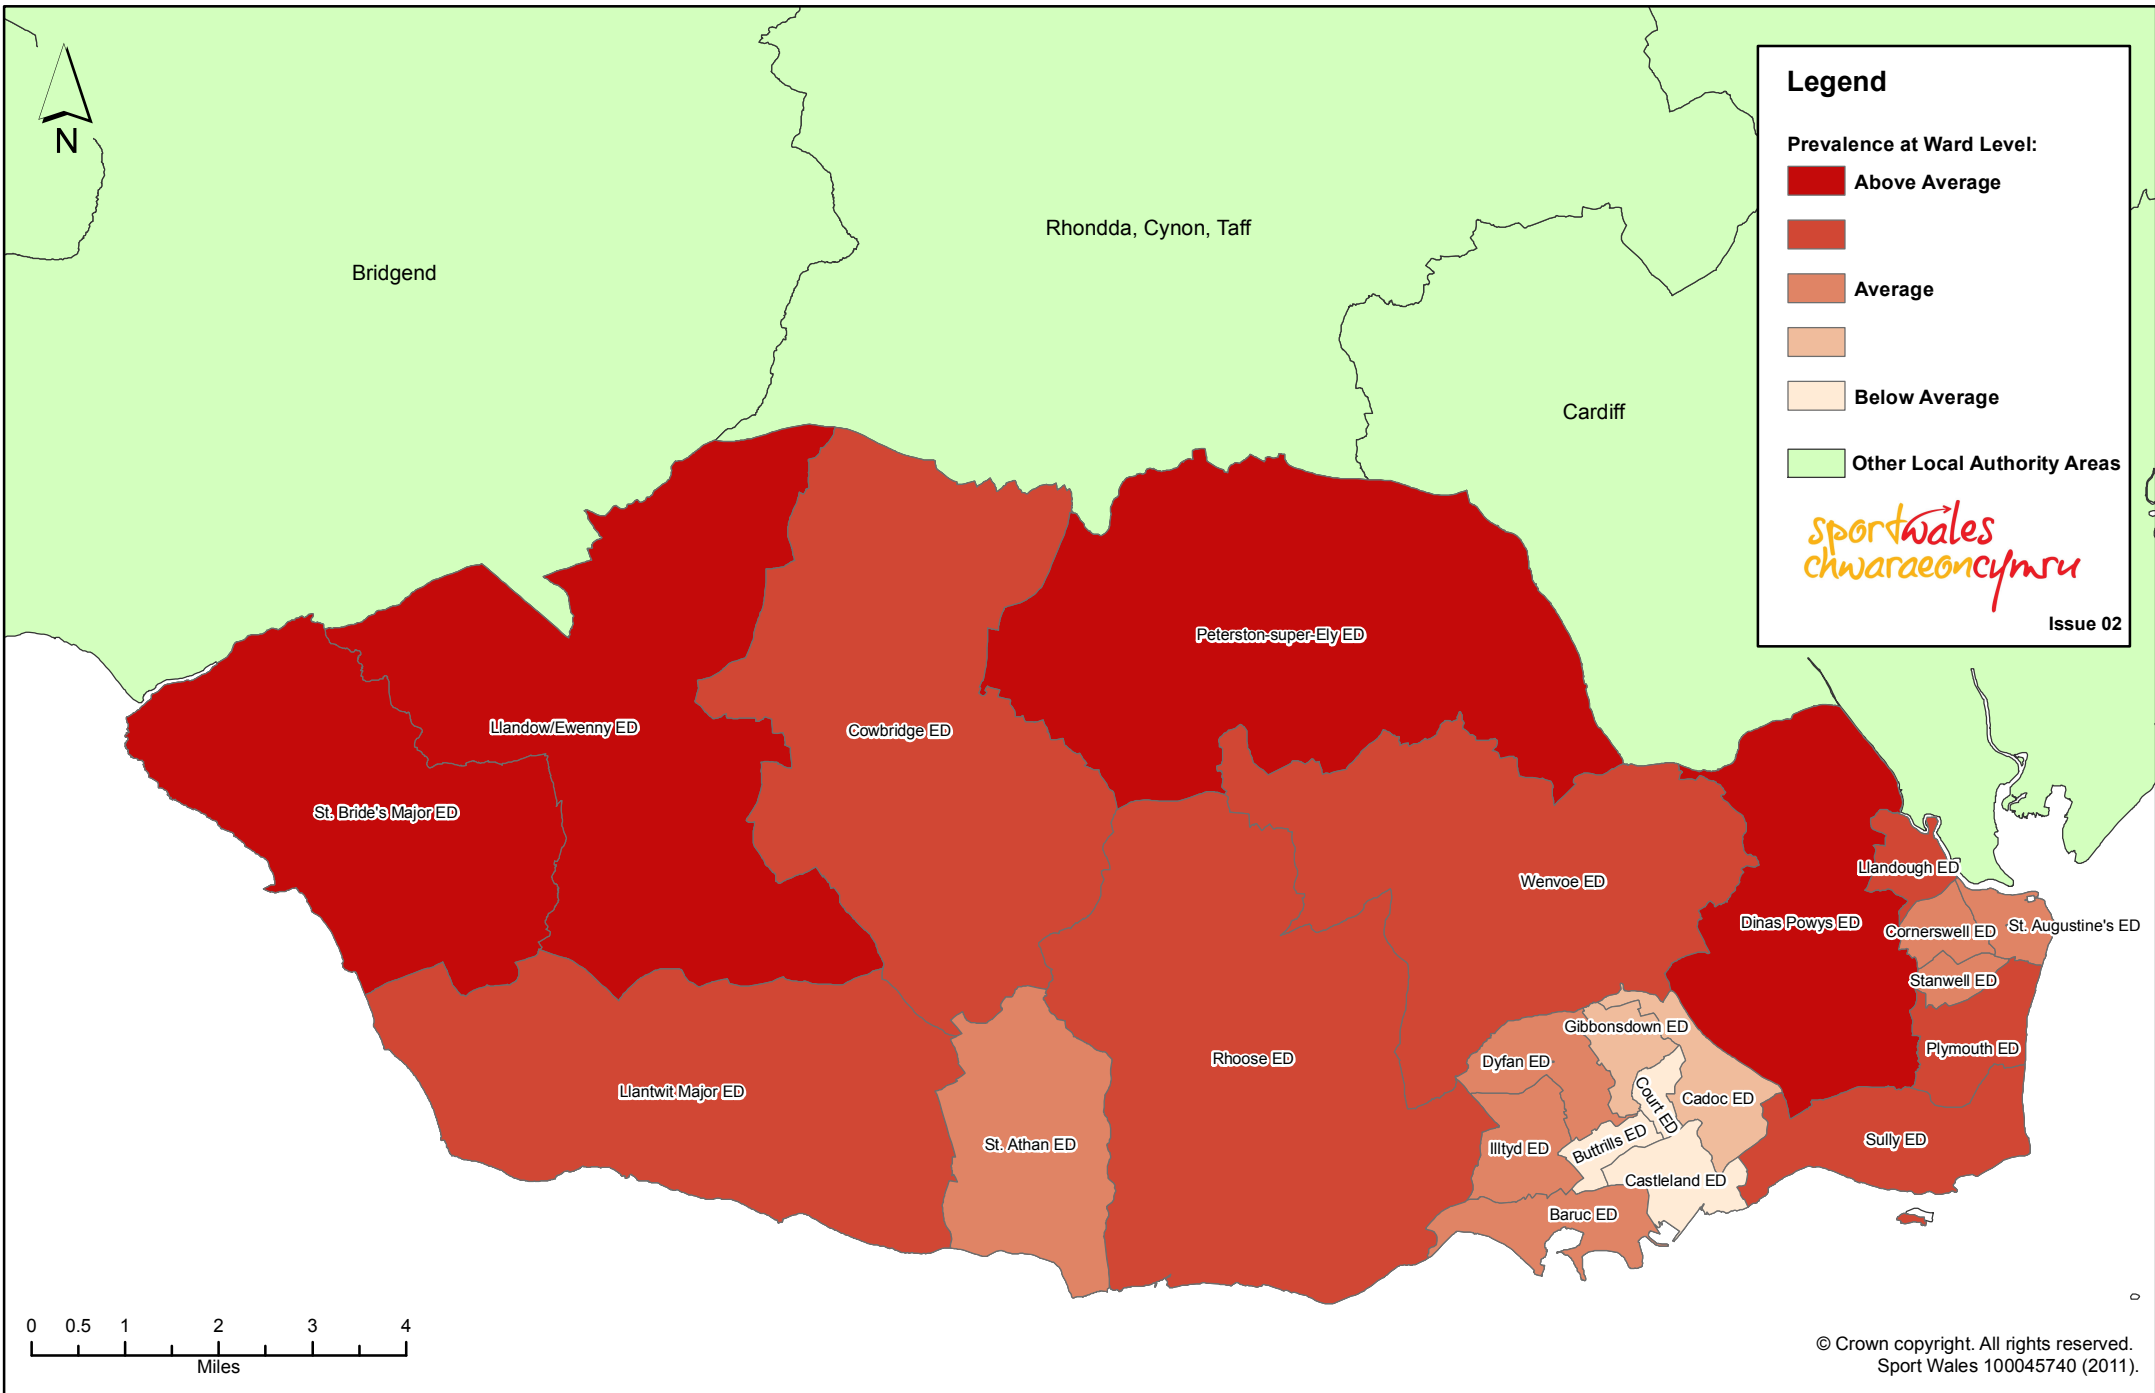 N
Bridgend
Rhondda, Cynon, Taff
Cardiff
Legend
Prevalence at Ward Level:
Above Average
Average
Below Average
Other Local Authority Areas
sportwales
chwaraeoncymru
Issue 02
Peterston-super-Ely ED
Llandow/Ewenny ED
Cowbridge ED
St. Bride's Major ED
Wenvoe ED
Llandough ED
Dinas Powys ED
Cornerswell ED
St. Augustine's ED
Stanwell ED
Gibbonsdown ED
Rhoose ED
Dyfan ED
Plymouth ED
Llantwit Major ED
Court ED
Cadoc ED
St. Athan ED
Illtyd ED
Buttrills ED
Sully ED
Castleland ED
Baruc ED
0 0.5 1 2 3 4
Miles
© Crown copyright. All rights reserved.
Sport Wales 100045740 (2011).